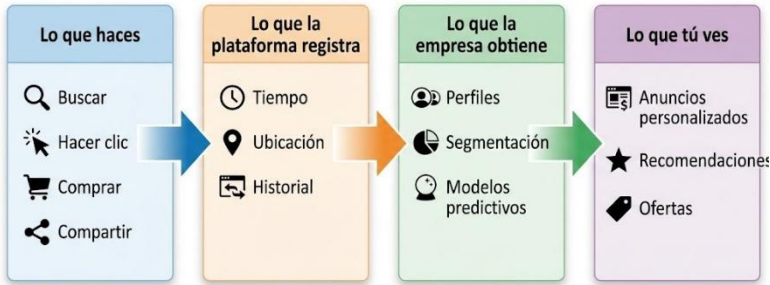 Lo que haces
Buscar
Hacer clic
Comprar
Compartir
Lo que la
plataforma registra
Tiempo
Ubicación
Historial
Lo que la
empresa obtiene
Perfiles
Segmentación
Modelos
predictivos
Lo que tú ves
Anuncios
personalizados
Recomendaciones
Ofertas